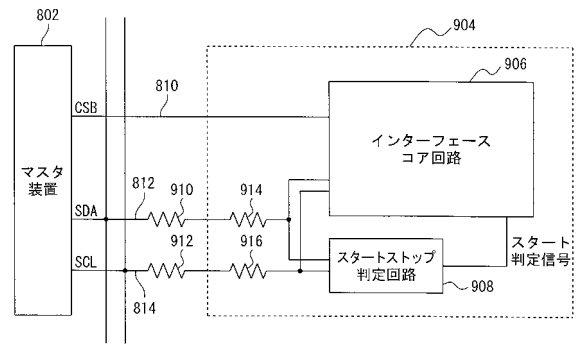 802
904
906
CSB
810
インターフェース
コア回路
マスタ
装置
812
910
914
SDA
912
916
SCL
814
スタートストップ
判定回路
908
スタート
判定信号